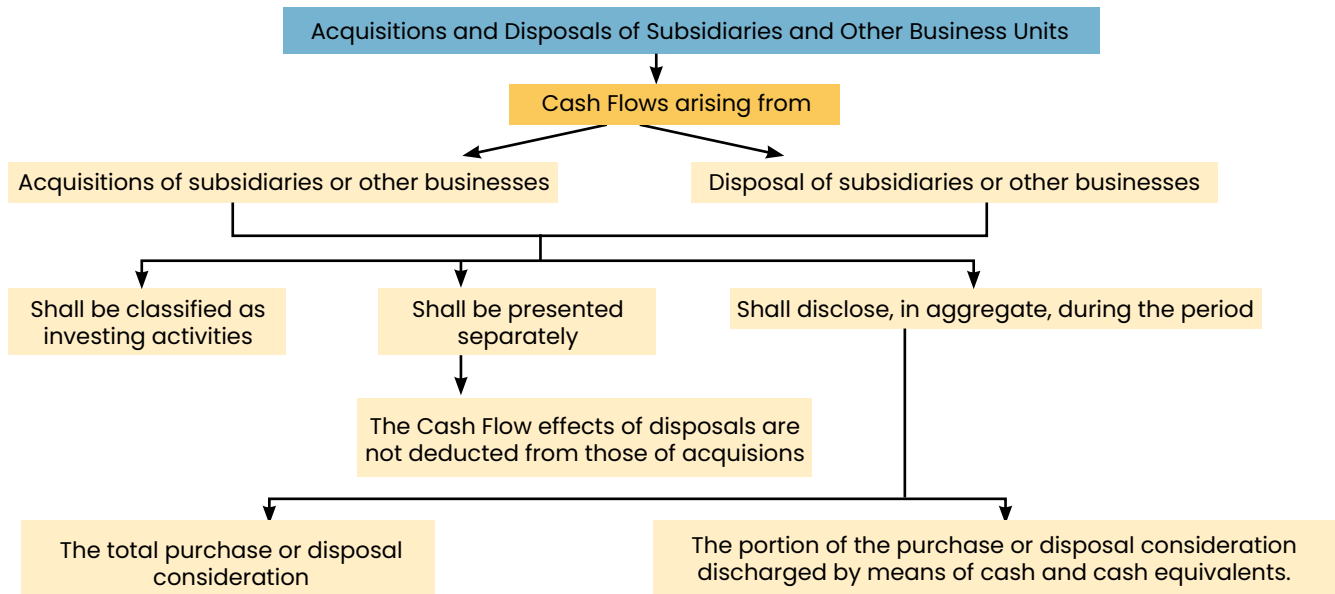 Acquisitions and Disposals of Subsidiaries and Other Business Units
Cash Flows arising from
Acquisitions of subsidiaries or other businesses
Disposal of subsidiaries or other businesses
Shall be classified as
investing activities
Shall be presented
separately
Shall disclose, in aggregate, during the period
The Cash Flow effects of disposals are
not deducted from those of acquisions
The total purchase or disposal
consideration
The portion of the purchase or disposal consideration
discharged by means of cash and cash equivalents.